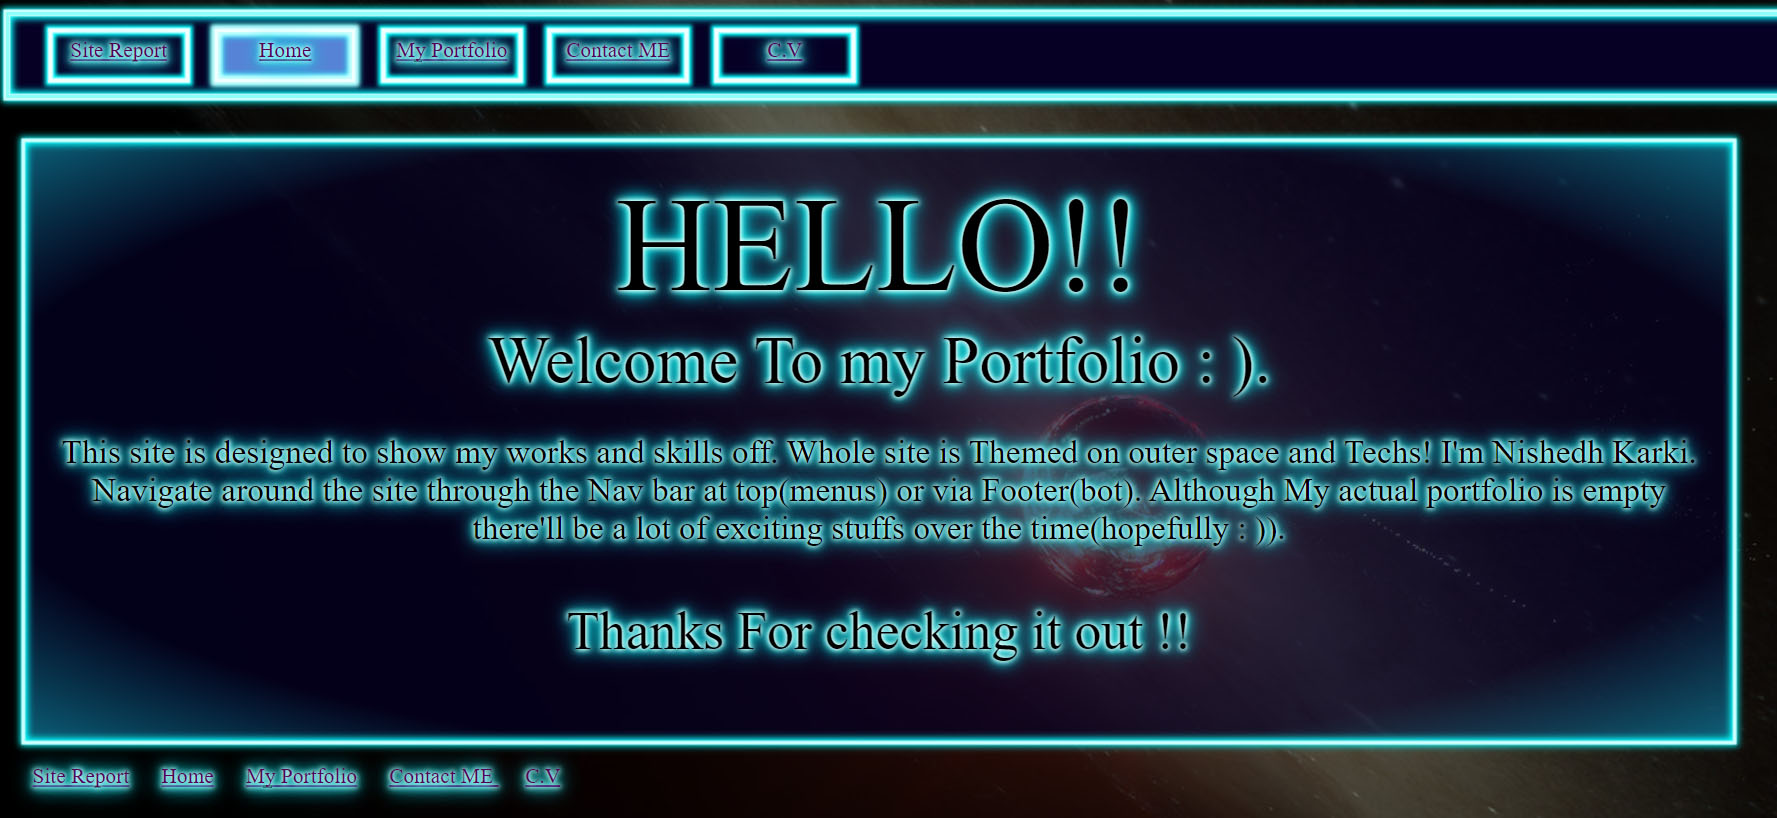 Site Report Home My Portfolio Contact ME C.V
HELLO!!
Welcome To my Portfolio : ).
This site is designed to show my works and skills off. Whole site is Themed on outer space and Techs! I'm Nishedh Karki.
Navigate around the site through the Nav bar at top(menus) or via Footer(bot). Although My actual portfolio is empty
there'll be a lot of exciting stuffs over the time(hopefully : )).
Thanks For checking it out !!
Site Report Home My Portfolio Contact ME C.V